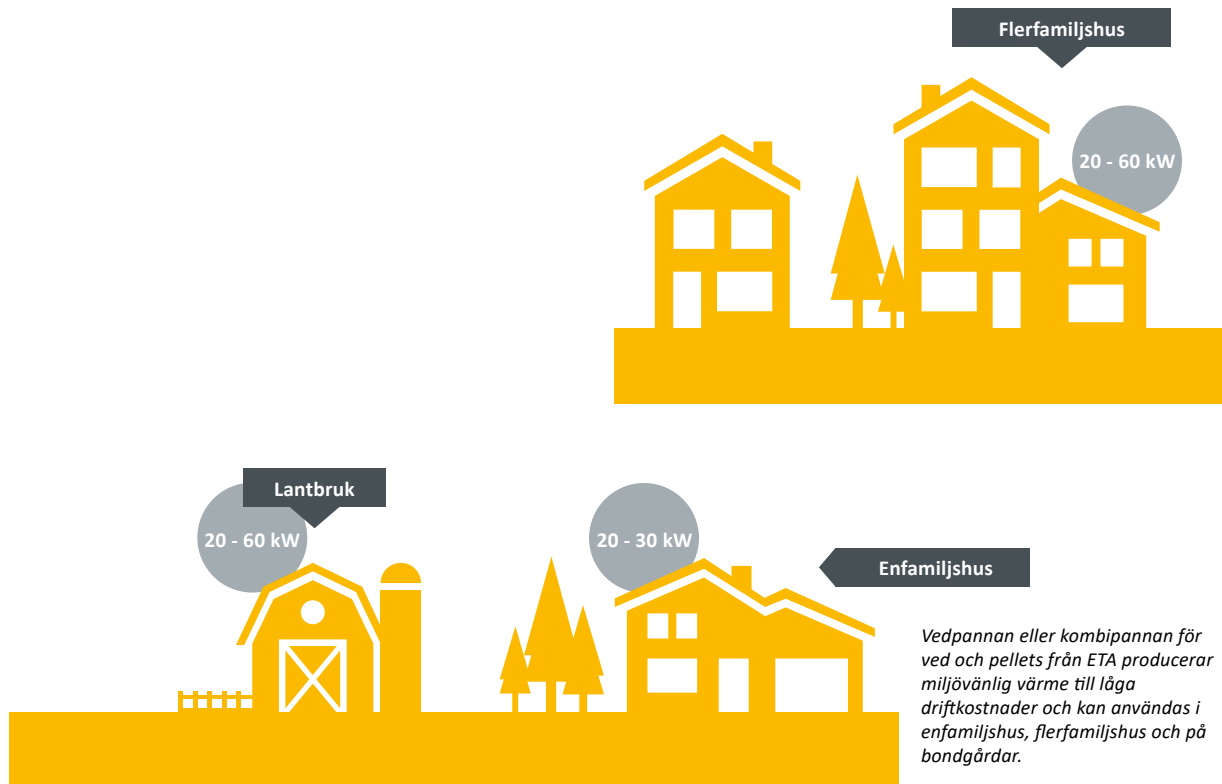 Flerfamiljshus
20 - 60 kW
Lantbruk
20 - 60 kW
20 - 30 kW
Enfamiljshus
Vedpannan eller kombipannan för
ved och pellets från ETA producerar
miljövänlig värme till låga
driftkostnader och kan användas i
enfamiljshus, flerfamiljshus och på
bondgårdar.